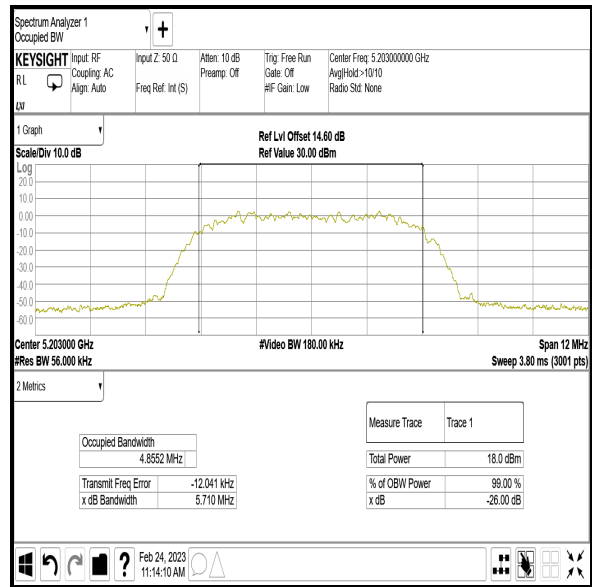 Spectrum Analyzer 1
Occupied BW
KEYSIGHT Input: RF Input Z: 50 Ω Atten: 10 dB Trig: Free Run Center Freq: 5.203000000 GHz
R L Coupling: AC Preamp: Off Gate: Off Avg|Hold:>10/10
Align: Auto Freq Ref: Int (S) #IF Gain: Low Radio Std: None
LXI
1 Graph
Ref Lvl Offset 14.60 dB
Scale/Div 10.0 dB Ref Value 30.00 dBm
Log
20.0
10.0
0.00
-10.0
-20.0
-30.0
-40.0
-50.0
-60.0
Center 5.203000 GHz #Video BW 180.00 kHz Span 12 MHz
#Res BW 56.000 kHz Sweep 3.80 ms (3001 pts)
2 Metrics
Measure Trace Trace 1
Occupied Bandwidth
4.8552 MHz
Total Power 18.0 dBm
Transmit Freq Error -12.041 kHz % of OBW Power 99.00 %
x dB Bandwidth 5.710 MHz x dB -26.00 dB
? Feb 24, 2023
11:14:10 AM